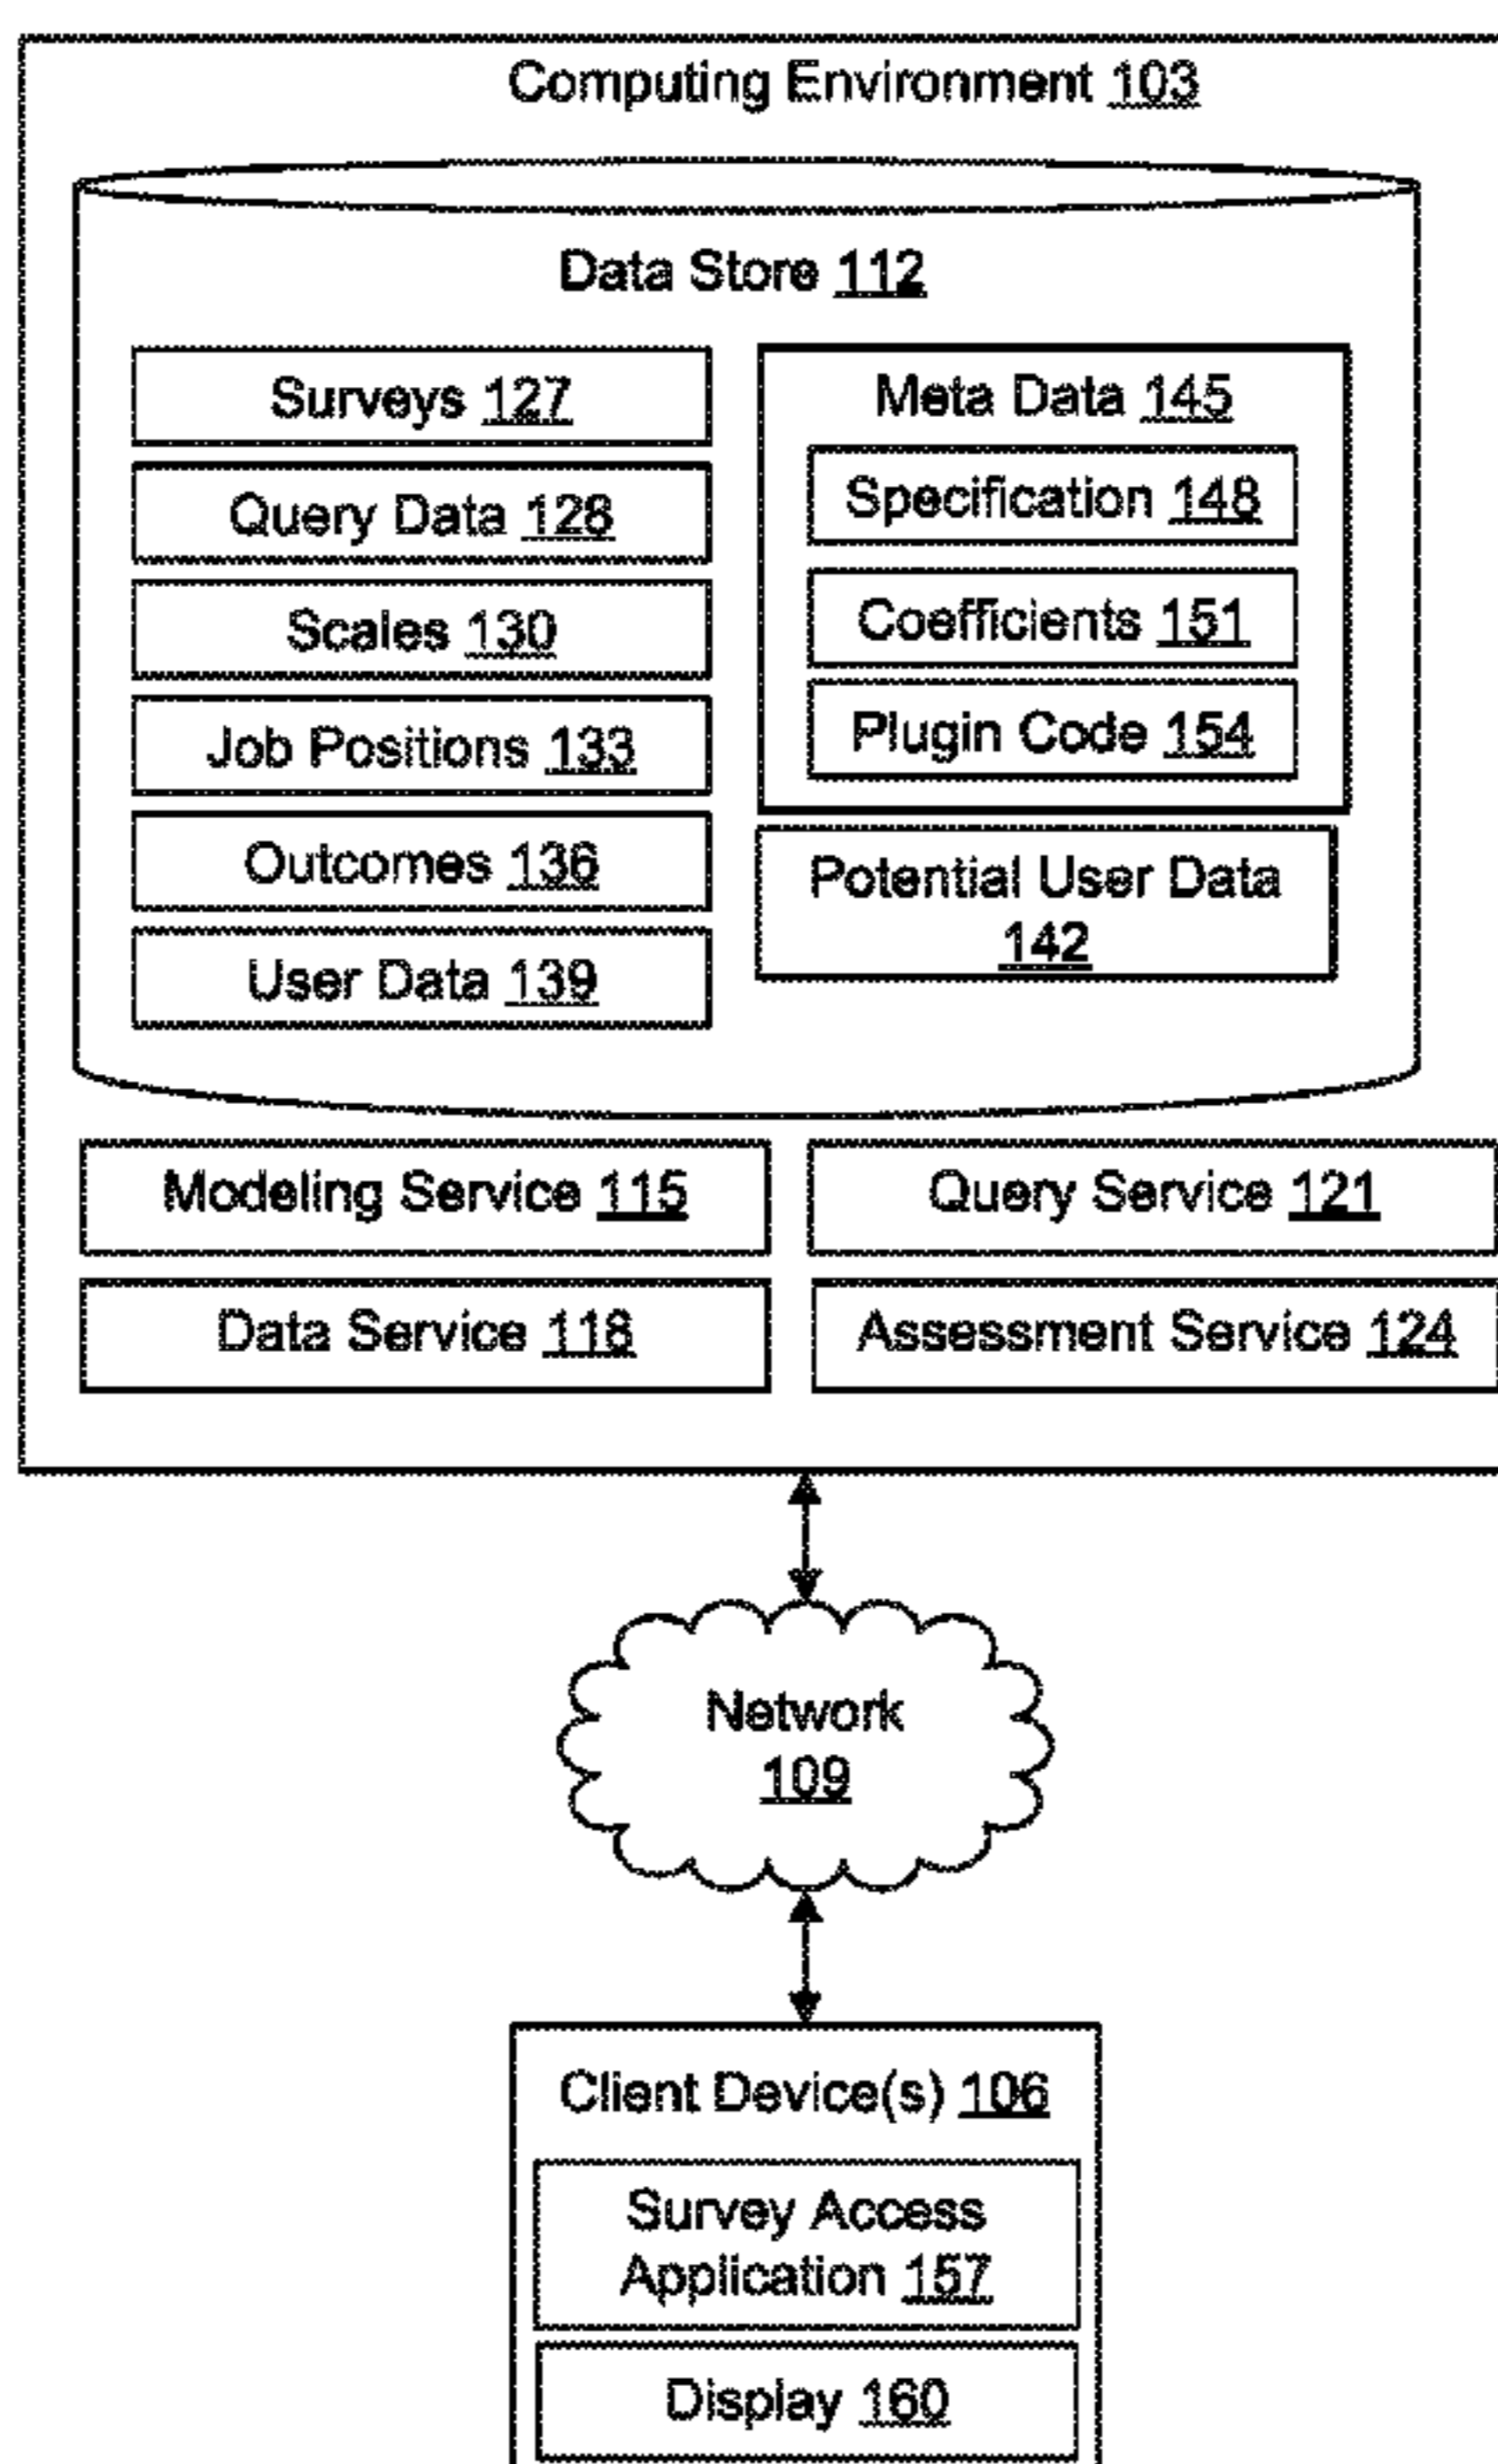 Computing Environment 103
Data Store 112
Surveys 127
Query Data 128
Scales 130
Job Positions 133
Outcomes 136
User Data 139
Meta Data 145
Specification 148
Coefficients 151
Plugin Code 154
Potential User Data
142
Modeling Service 115
Query Service 121
Data Service 118
Assessment Service 124
Network
109
Client Device(s) 106
Survey Access
Application 157
Display 160